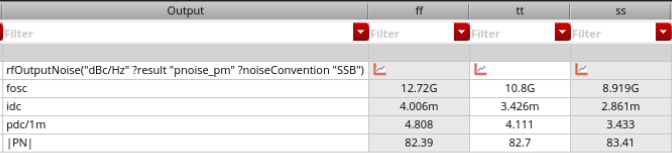 Output ff tt ss
Filter Filter Filter Filter
rfOutputNoise("dBc/Hz" ?result "pnoise_pm" ?noiseConvention "SSB")
fosc 12.72G 10.8G 8.919G
idc 4.006m 3.426m 2.861m
pdc/1m 4.808 4.111 3.433
|PN| 82.39 82.7 83.41